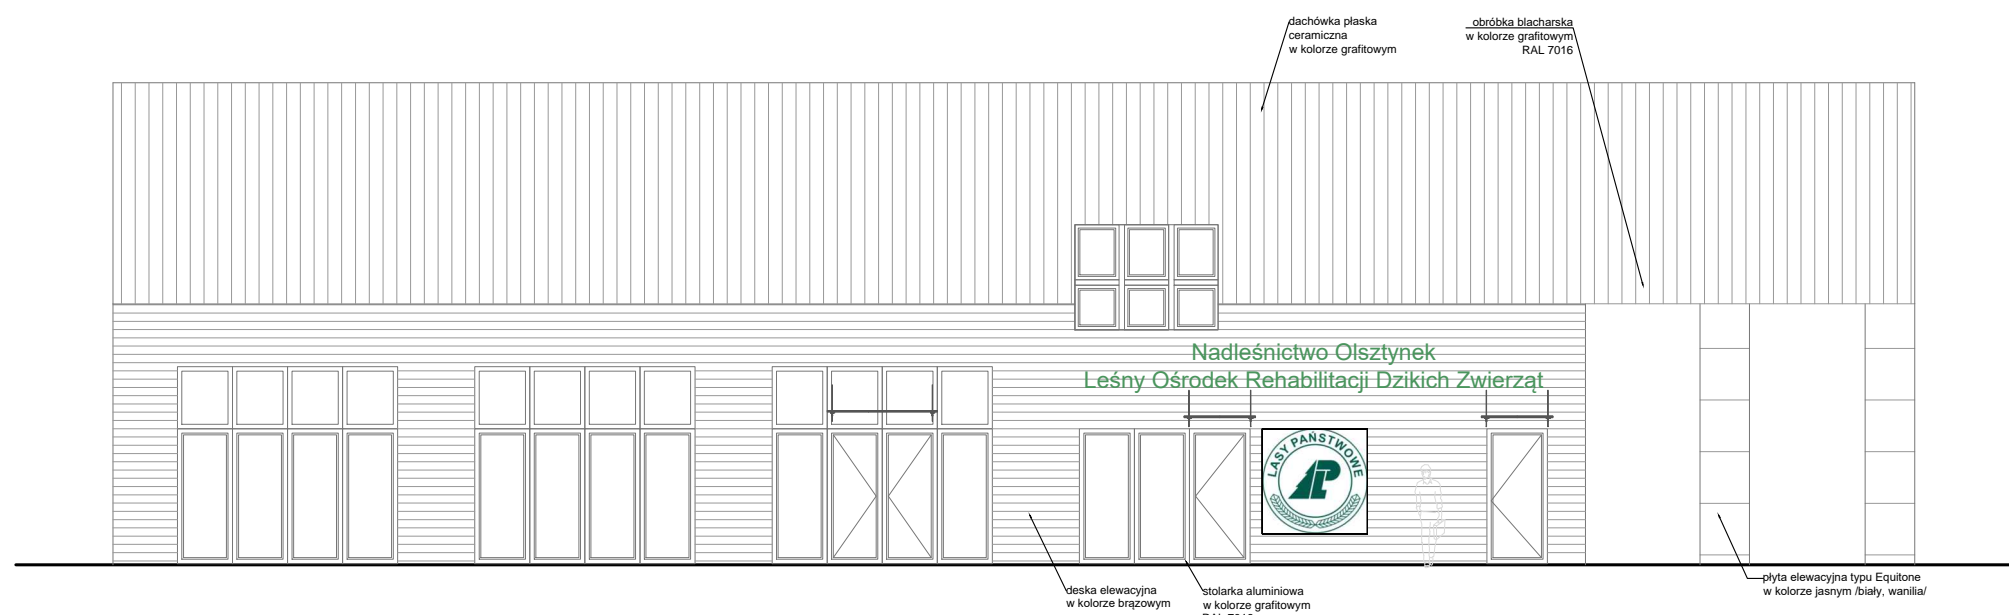 dachówka płaska
ceramiczna
w kolorze grafitowym
obróbka blacharska
w kolorze grafitowym
RAL 7016
Nadleśnictwo Olsztynek
Leśny Ośrodek Rehabilitacji Dzikich Zwierząt
LASY PAŃSTWOWE
deska elewacyjna
w kolorze brązowym
stolarka aluminiowa
w kolorze grafitowym
płyta elewacyjna typu Equitone
w kolorze jasnym /biały, wanilia/